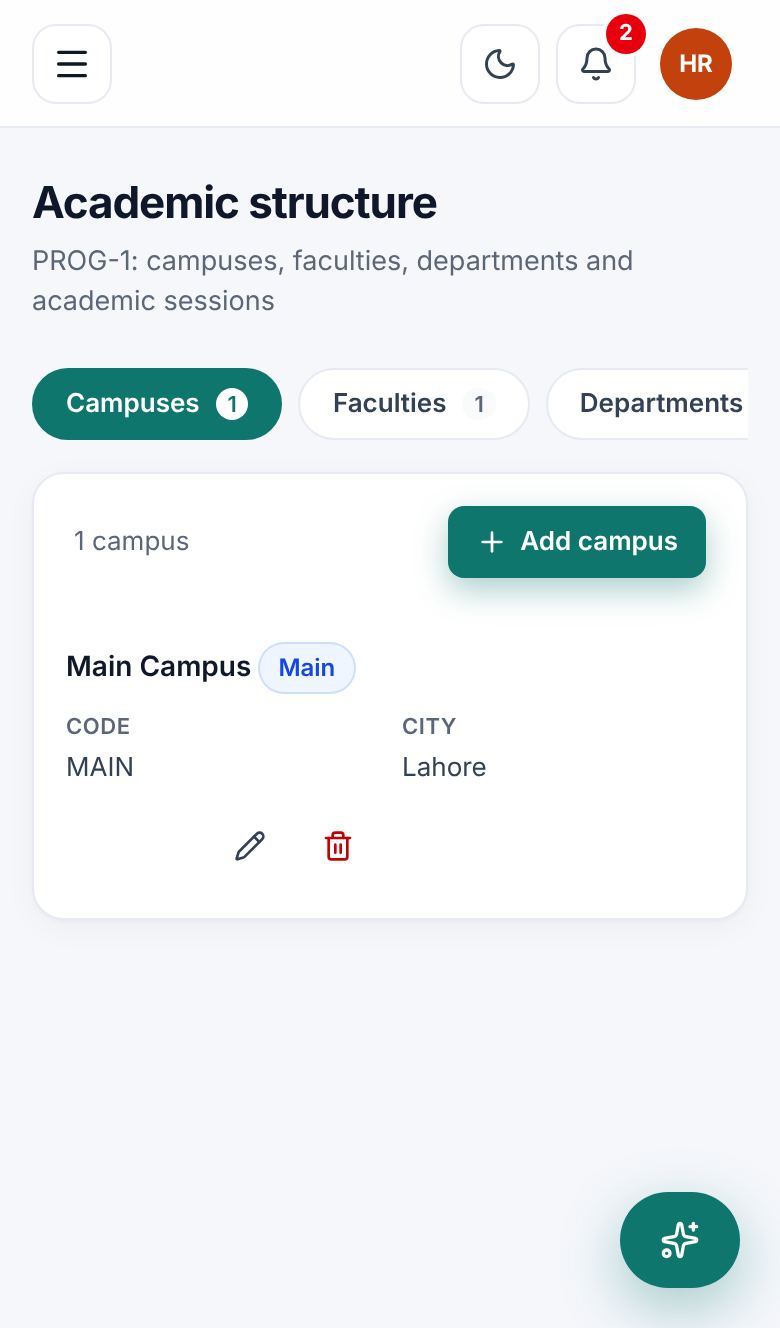 2
HR
Academic structure
PROG-1: campuses, faculties, departments and
academic sessions
Campuses 1
Faculties 1
Departments
1 campus
Add campus
Main Campus Main
CODE
CITY
MAIN
Lahore